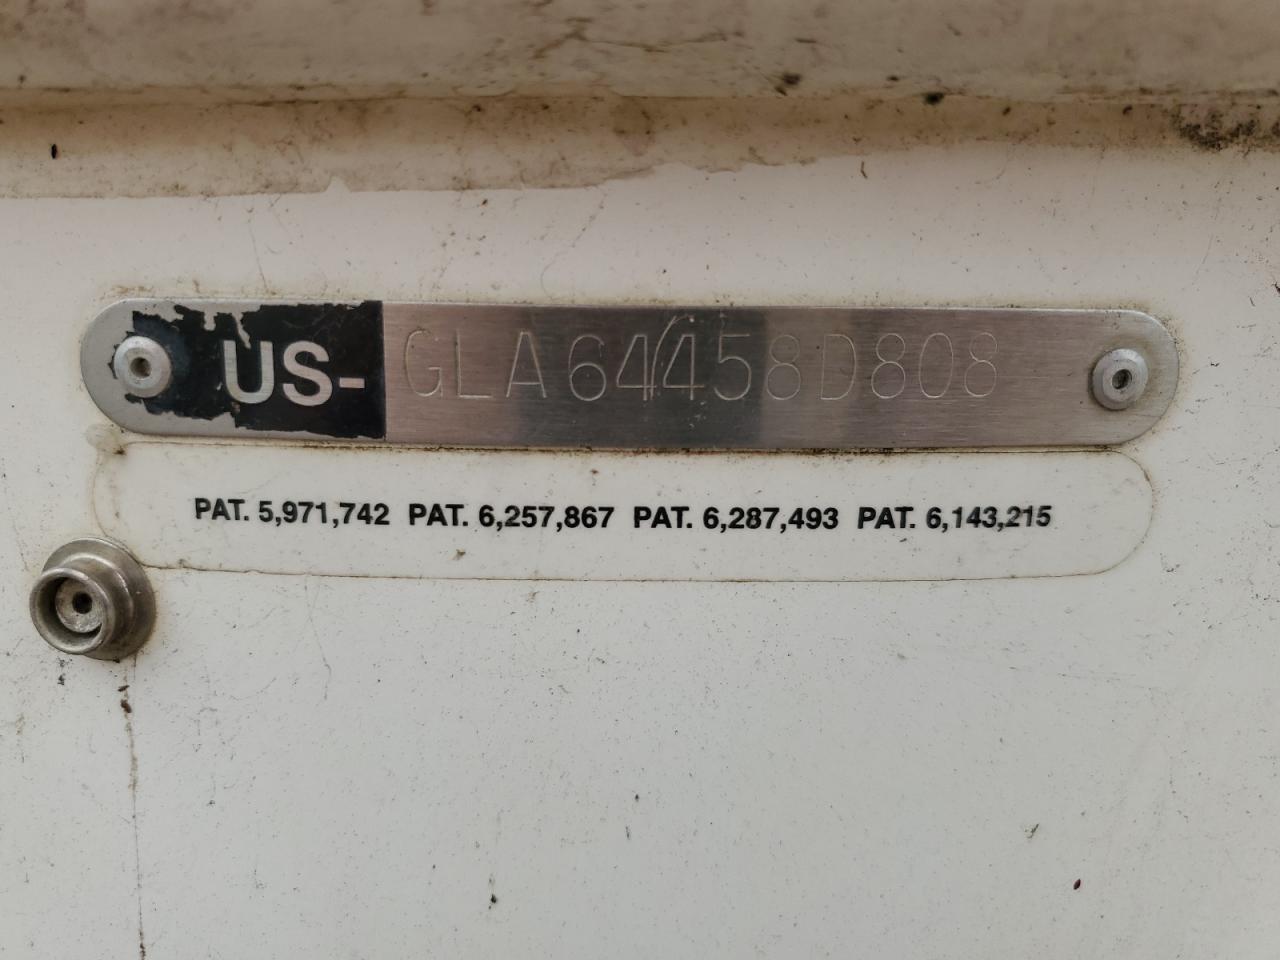 US-GLA64458D808
PAT. 5,971,742 PAT. 6,257,867 PAT. 6,287,493 PAT. 6,143,215